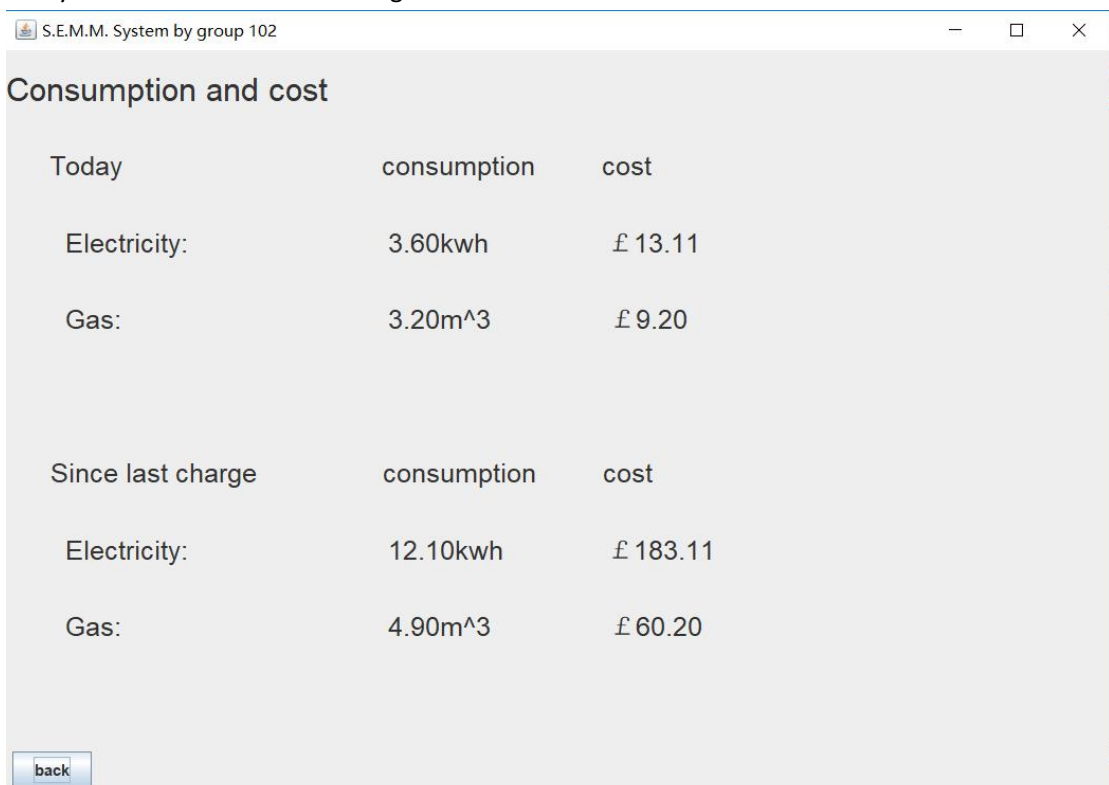 S.E.M.M. System by group 102
Consumption and cost
Today consumption cost
Electricity: 3.60kwh £13.11
Gas: 3.20m^3 £9.20
Since last charge consumption cost
Electricity: 12.10kwh £183.11
Gas: 4.90m^3 £60.20
back